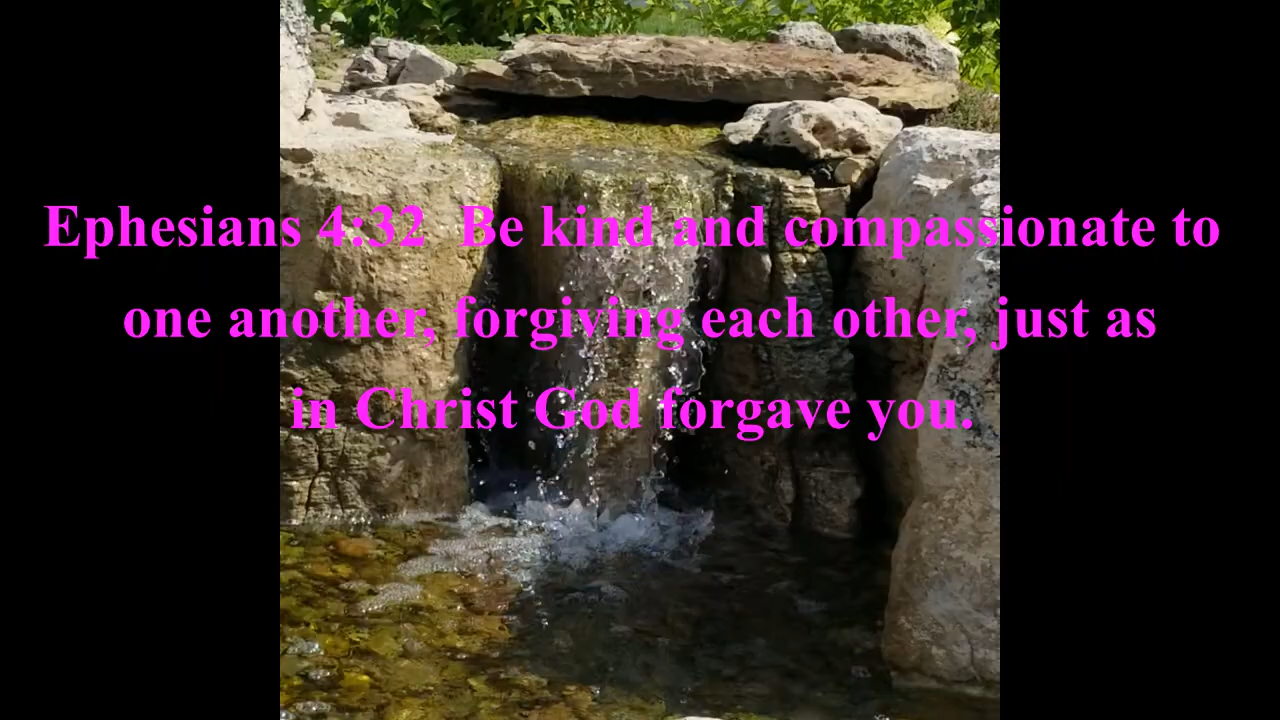 Ephesians 4:32  Be kind and compassionate to
one another, forgiving each other, just as
in Christ God forgave you.